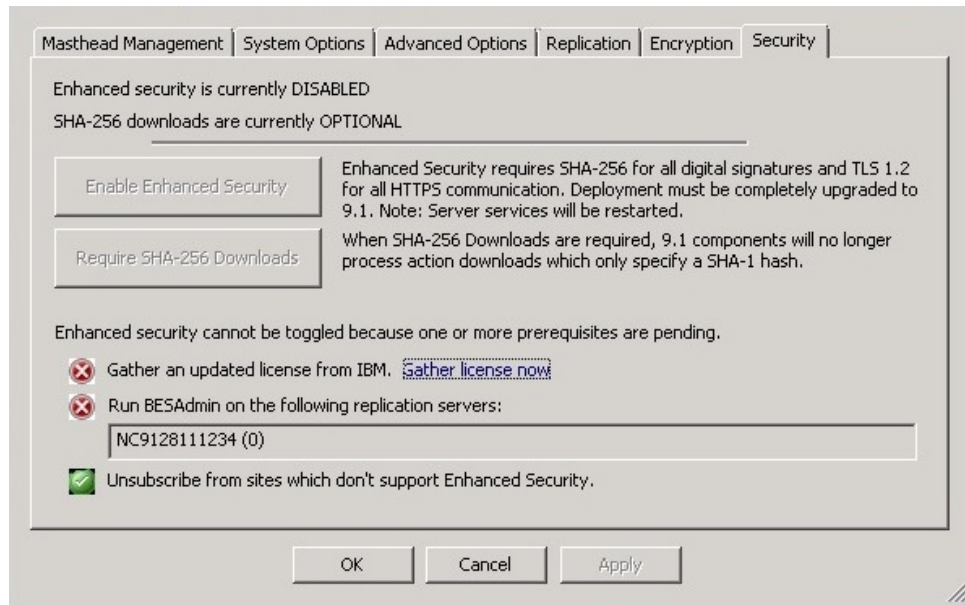 Masthead Management System Options Advanced Options Replication Encryption Security
Enhanced security is currently DISABLED
SHA-256 downloads are currently OPTIONAL
Enable Enhanced Security
Enhanced Security requires SHA-256 for all digital signatures and TLS 1.2
for all HTTPS communication. Deployment must be completely upgraded to
9.1. Note: Server services will be restarted.
Require SHA-256 Downloads
When SHA-256 Downloads are required, 9.1 components will no longer
process action downloads which only specify a SHA-1 hash.
Enhanced security cannot be toggled because one or more prerequisites are pending.
Gather an updated license from IBM. Gather license now
Run BESAdmin on the following replication servers:
NC9128111234 (0)
Unsubscribe from sites which don't support Enhanced Security.
OK Cancel Apply